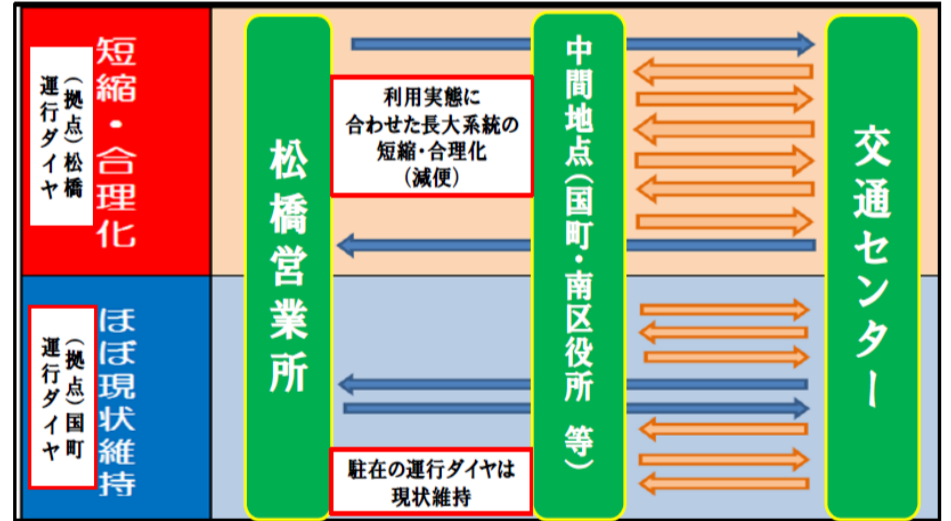 短縮・合理化
（拠点）松橋
運行ダイヤ
松橋営業所
利用実態に
合わせた長大系統の
短縮・合理化
（減便）
中間地点（国町・南区役所 等）
交通センター
ほぼ現状維持
（拠点）国町
運行ダイヤ
駐在の運行ダイヤは
現状維持